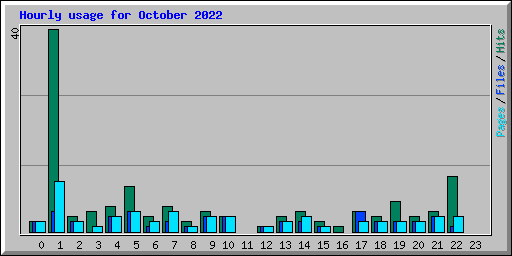 Hourly usage for October 2022
40
Pages/Files/Hits
0 1 2 3 4 5 6 7 8 9 10 11 12 13 14 15 16 17 18 19 20 21 22 23